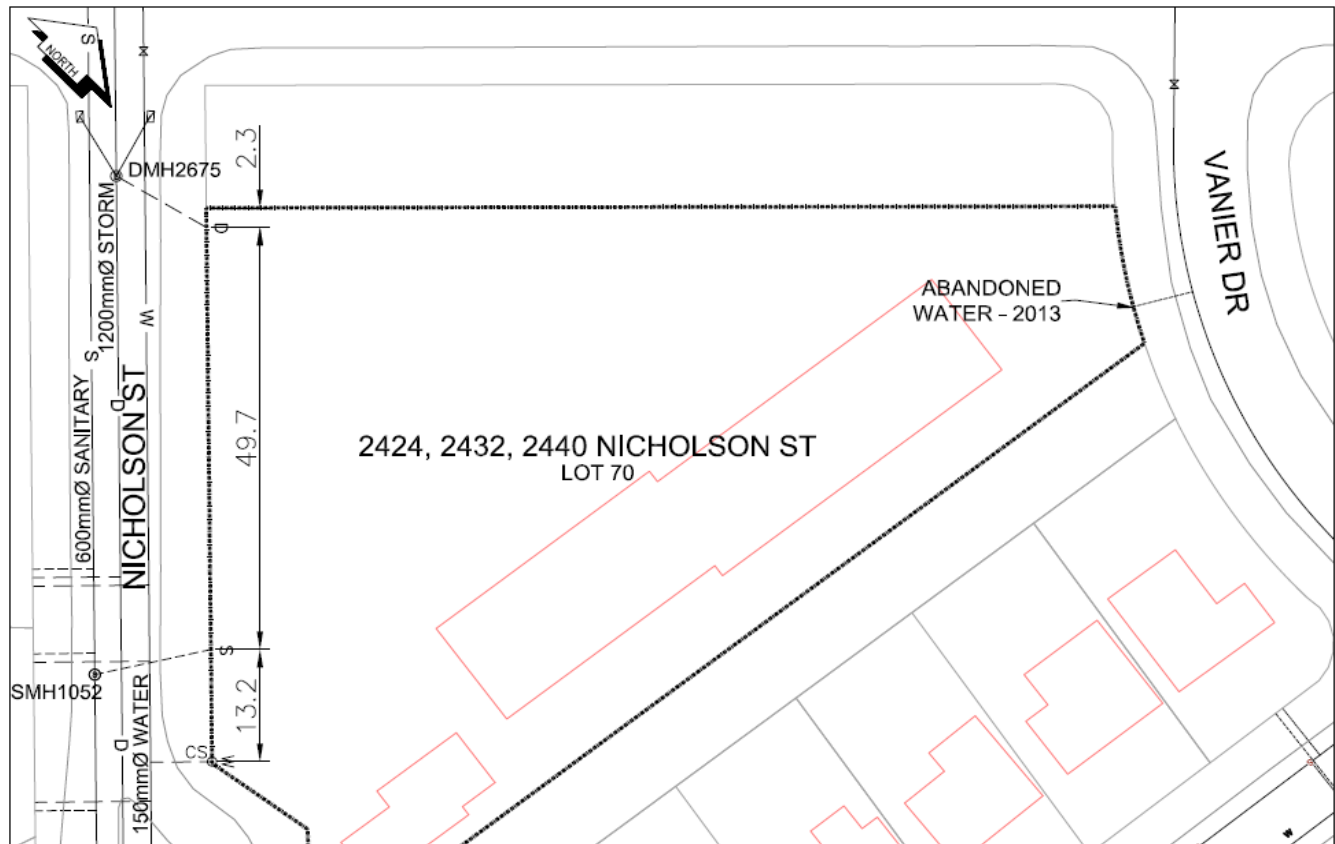 NORTH
S
DMH2675
2.3
D
1200mmØ STORM
W
VANIER DR
ABANDONED
WATER - 2013
S
600mmØ SANITARY
D
NICHOLSON ST
49.7
2424, 2432, 2440 NICHOLSON ST
LOT 70
S
SMH1052
13.2
D
150mmØ WATER
CS
W
W